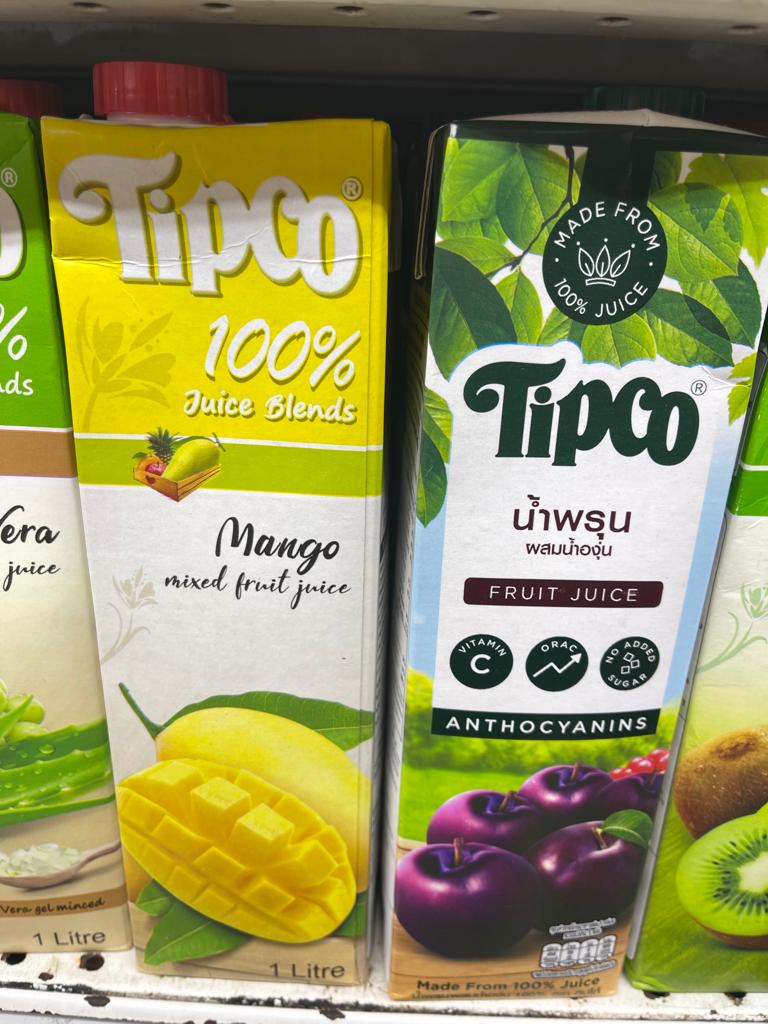 ®
%
ds
Vera
juice
Vera gel minced
1 Litre
Tipco®
100%
Juice Blends
Mango
mixed fruit juice
1 Litre
MADE FROM
100% JUICE
Tipco®
น้ำพรุน
ผสมน้ำองุ่น
FRUIT JUICE
VITAMIN
C
ORAC
NO ADDED
SUGAR
ANTHOCYANINS
Made From 100% Juice